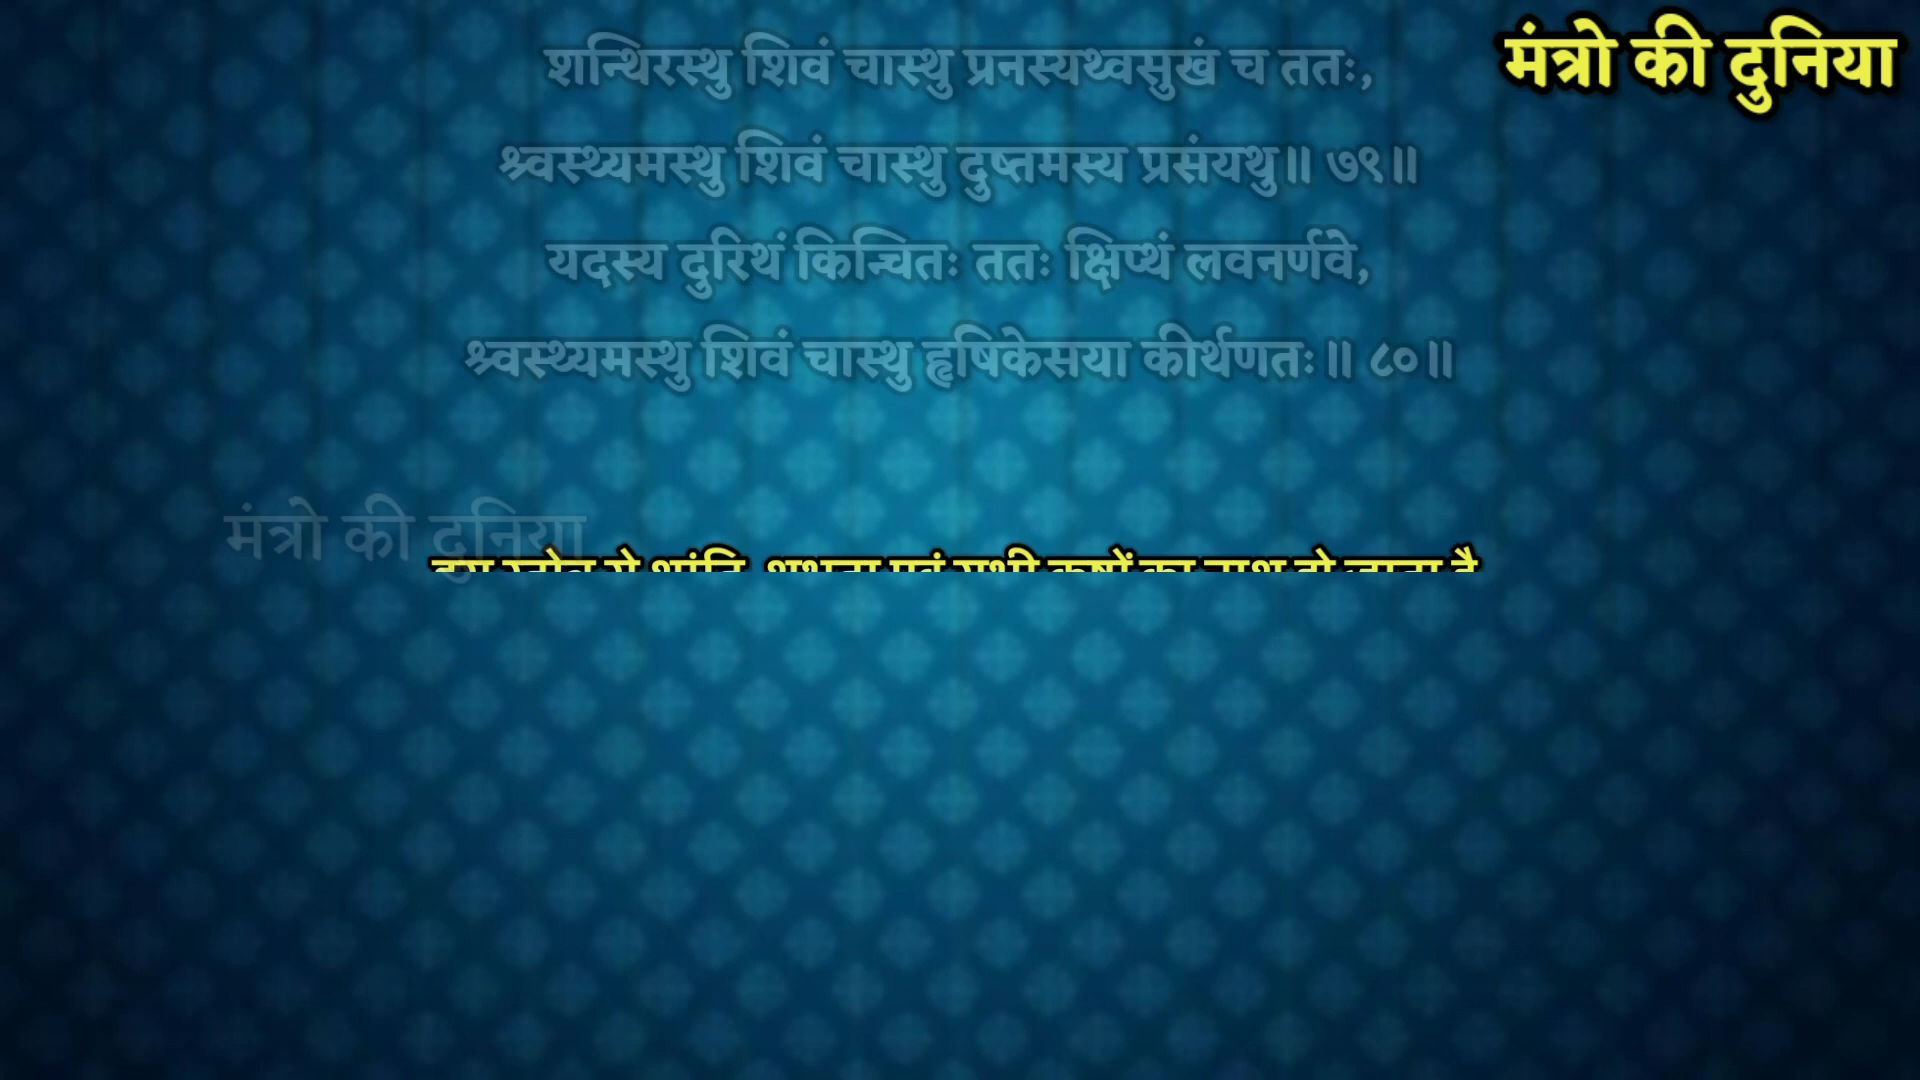 मंत्रो की दुनिया
शन्थिरस्थु शिवं चास्थु प्रनस्यथ्वसुखं च ततः,
श्र्वस्थ्यमस्थु शिवं चास्थु दुष्तमस्य प्रसंयथु॥ ७९॥
यदस्य दुरिथं किन्चितः ततः क्षिप्थं लवनर्णवे,
श्र्वस्थ्यमस्थु शिवं चास्थु हृषिकेसया कीर्थणतः॥ ८०॥
मंत्रो की दुनिया